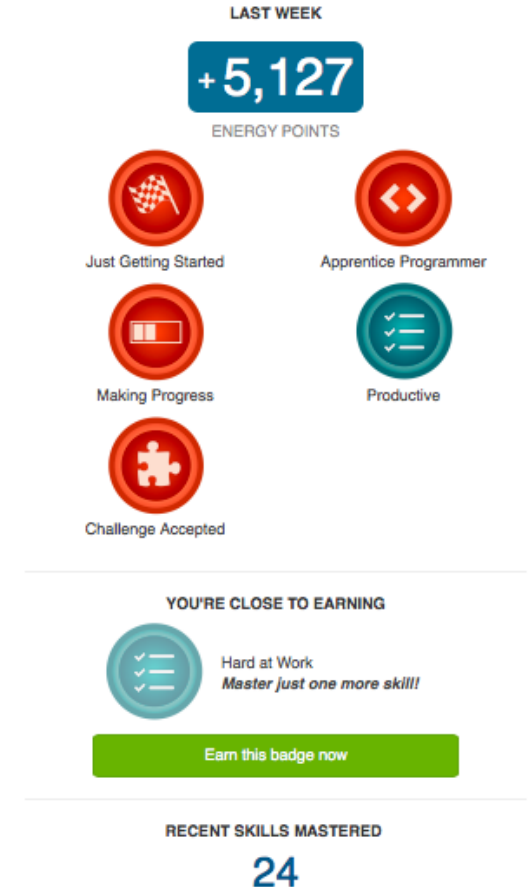 LAST WEEK
+5,127
ENERGY POINTS
Just Getting Started
Apprentice Programmer
Making Progress
Productive
Challenge Accepted
YOU'RE CLOSE TO EARNING
Hard at Work
Master just one more skill!
Earn this badge now
RECENT SKILLS MASTERED
24